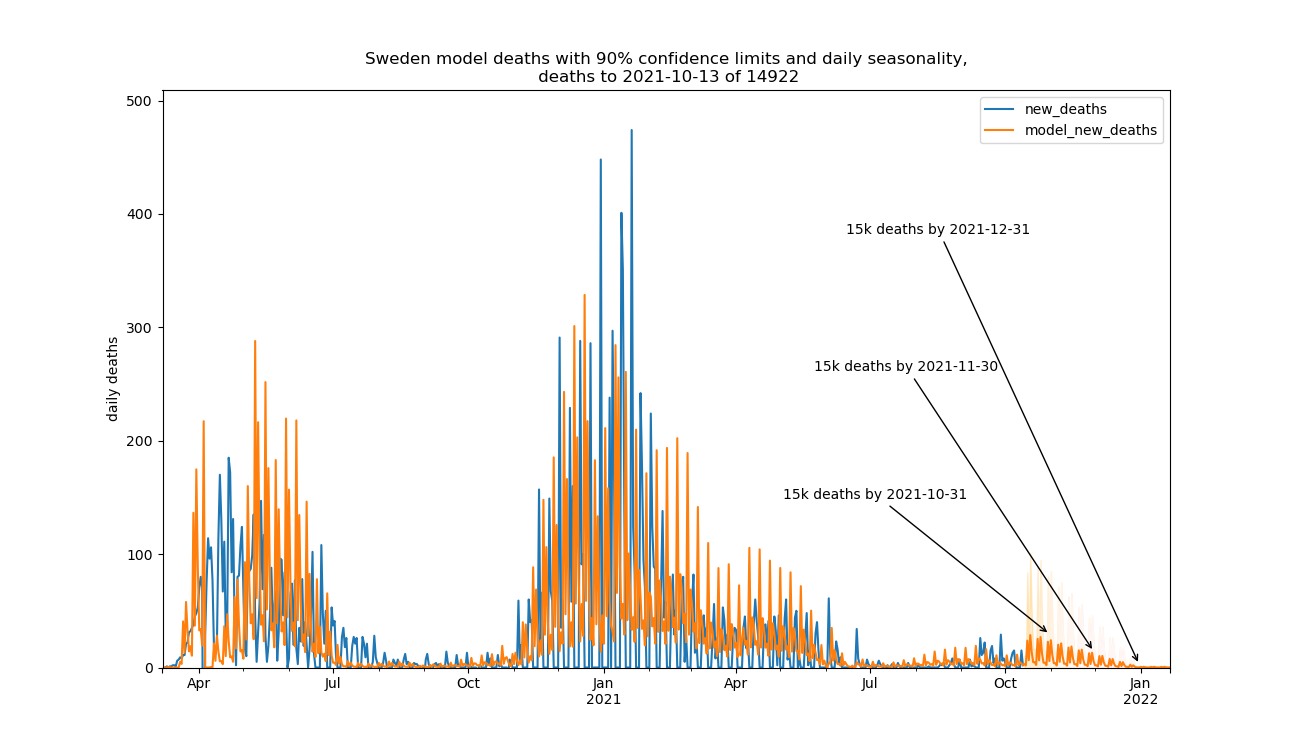 Sweden model deaths with 90% confidence limits and daily seasonality,
deaths to 2021-10-13 of 14922
new_deaths
model_new_deaths
daily deaths
500
400
300
200
100
0
15k deaths by 2021-12-31
15k deaths by 2021-11-30
15k deaths by 2021-10-31
Apr Jul Oct Jan Apr Jul Oct Jan
2021 2022